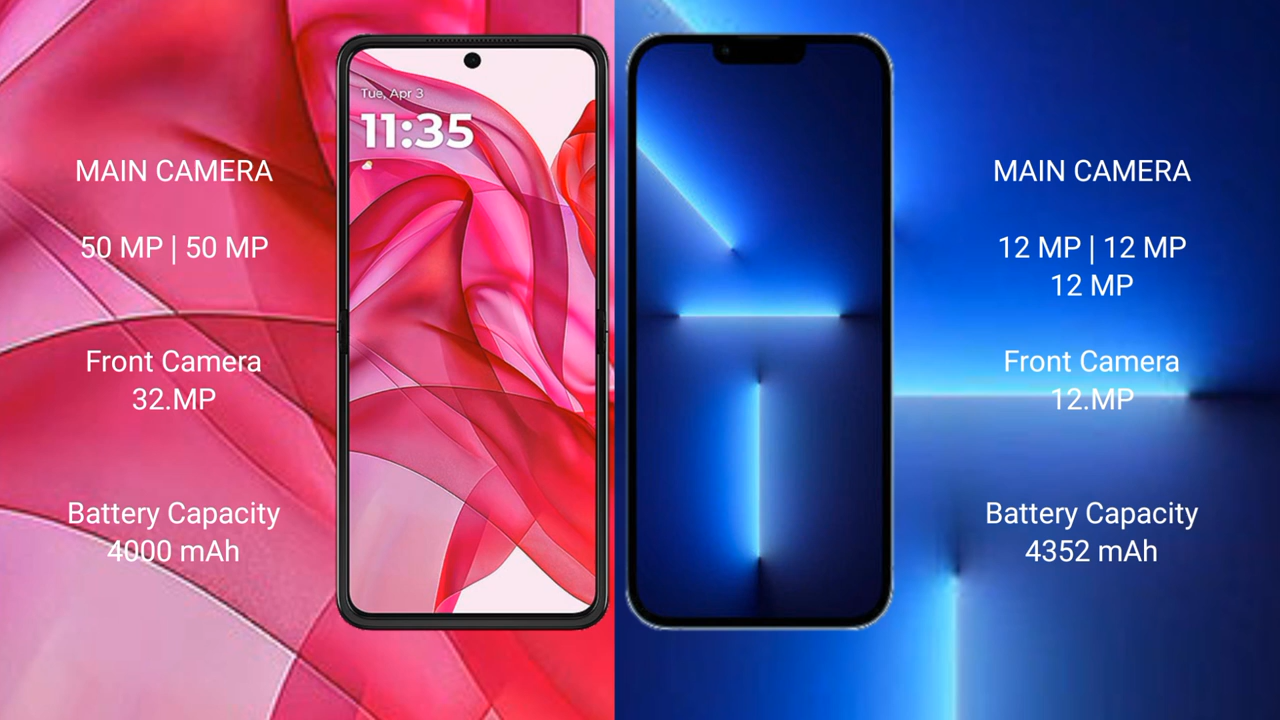 MAIN CAMERA
50 MP | 50 MP
Front Camera
32.MP
Battery Capacity
4000 mAh
Tue, Apr 3
11:35
MAIN CAMERA
12 MP | 12 MP
12 MP
Front Camera
12.MP
Battery Capacity
4352 mAh